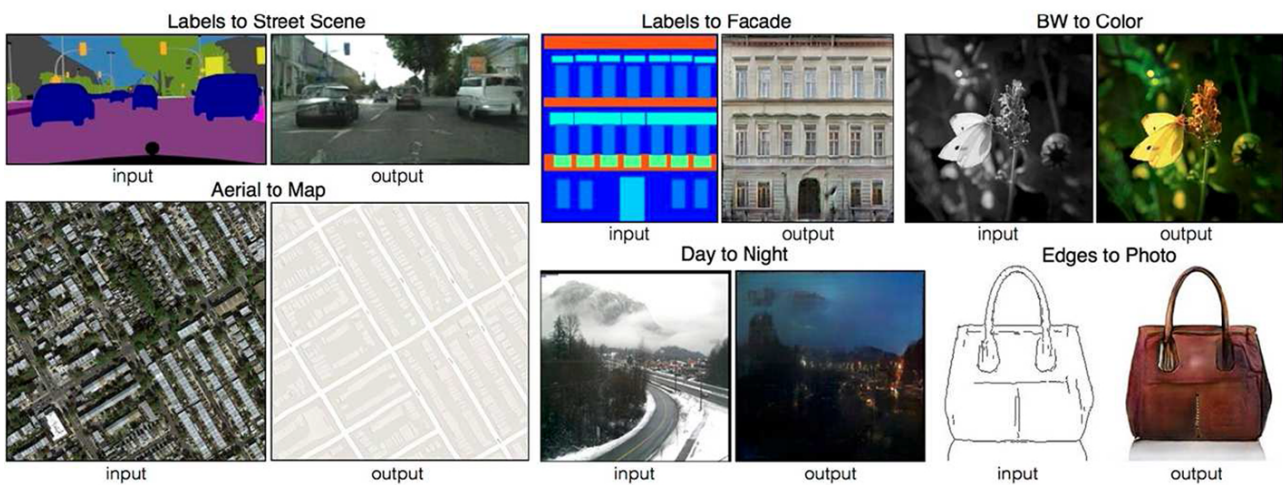 Labels to Street Scene
input
output
Aerial to Map
input
output
Labels to Facade
input
output
Day to Night
input
output
BW to Color
input
output
Edges to Photo
input
output